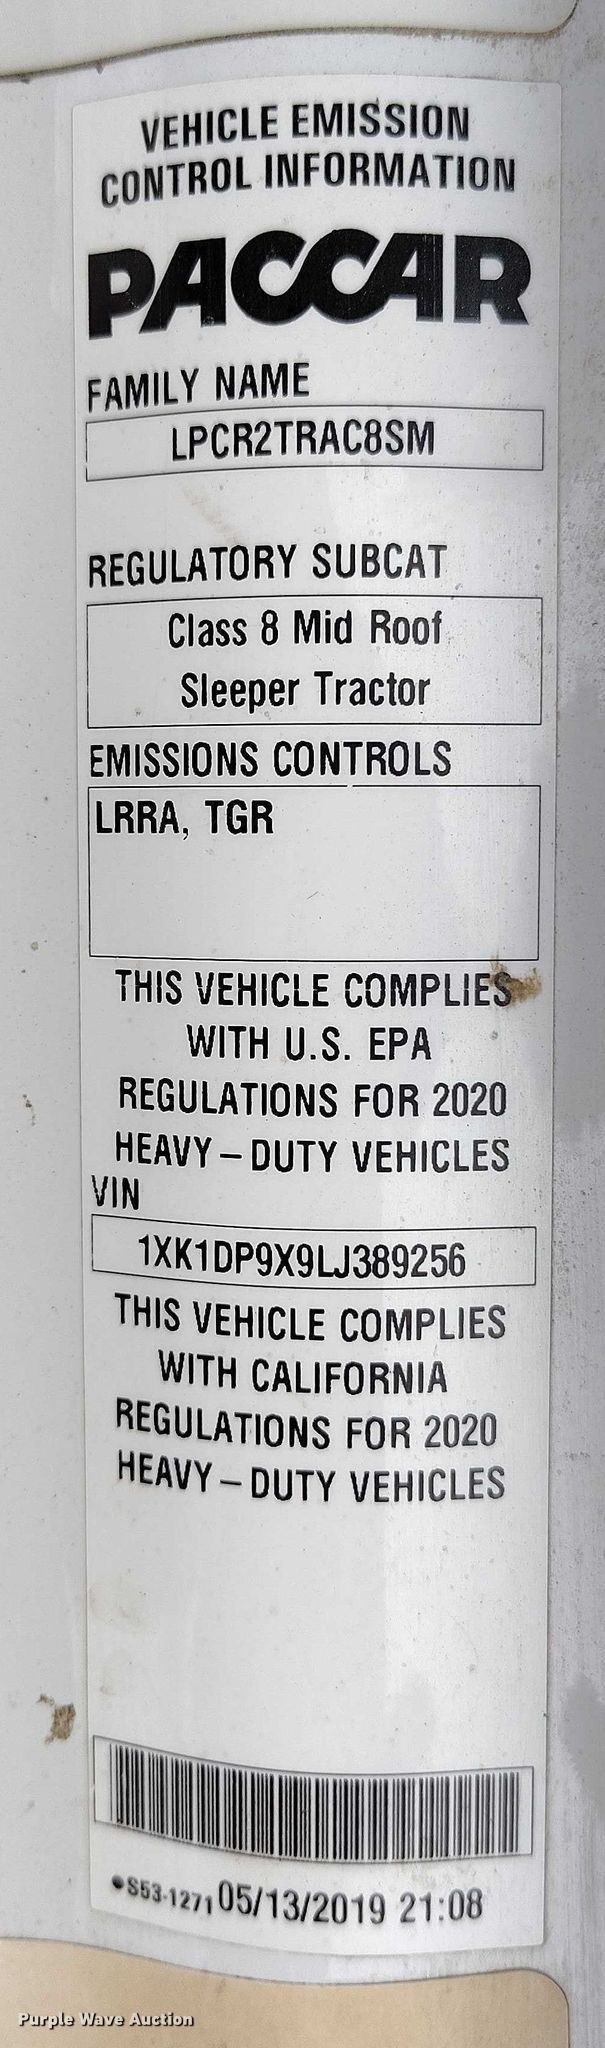 VEHICLE EMISSION
CONTROL INFORMATION
PACCAR
FAMILY NAME
LPCR2TRAC8SM
REGULATORY SUBCAT
Class 8 Mid Roof
Sleeper Tractor
EMISSIONS CONTROLS
LRRA, TGR
THIS VEHICLE COMPLIES
WITH U.S. EPA
REGULATIONS FOR 2020
HEAVY-DUTY VEHICLES
VIN
1XK1DP9X9LJ389256
THIS VEHICLE COMPLIES
WITH CALIFORNIA
REGULATIONS FOR 2020
HEAVY-DUTY VEHICLES
•S53-1271 05/13/2019 21:08
Purple Wave Auction